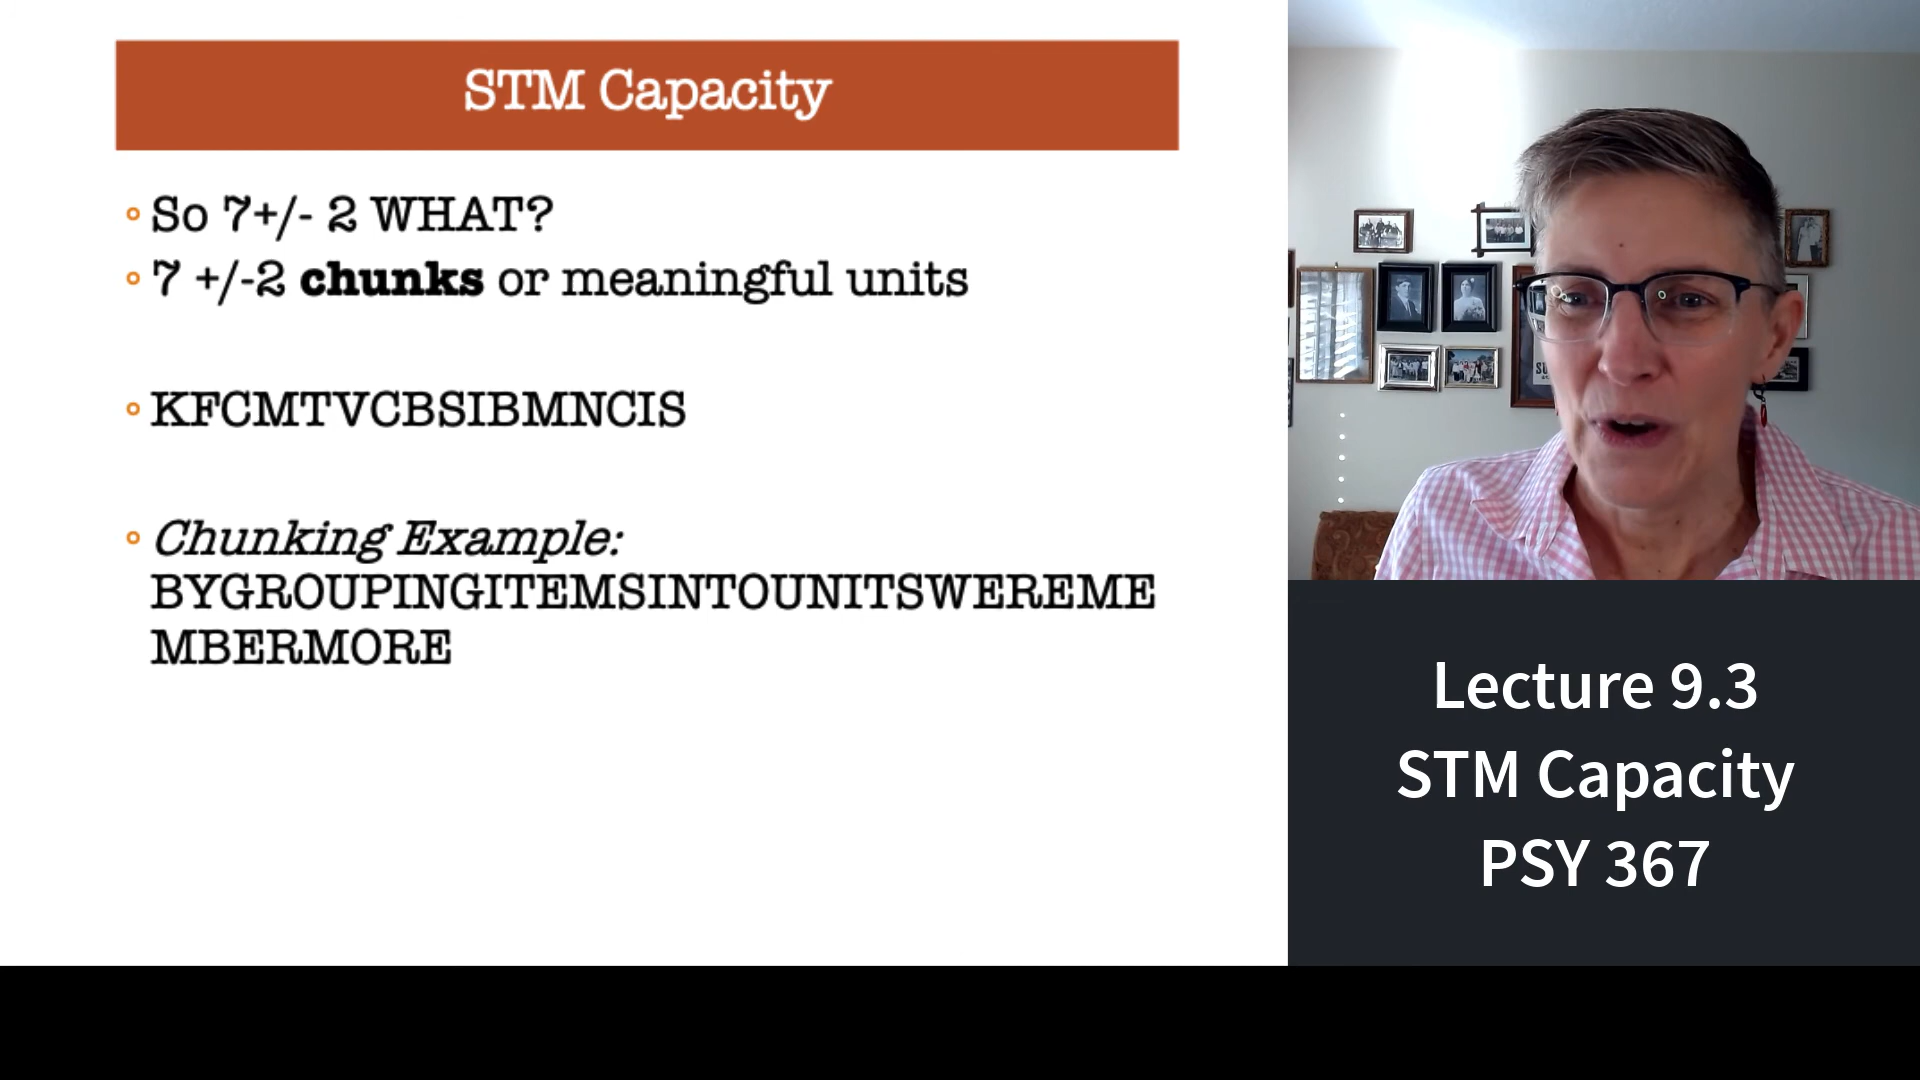 STM Capacity
So 7+/- 2 WHAT?
7 +/-2 chunks or meaningful units
KFCMTVCBSIBMNCIS
Chunking Example:
BYGROUPINGITEMSINTOUNITSWEREME
MBERMORE
Lecture 9.3
STM Capacity
PSY 367